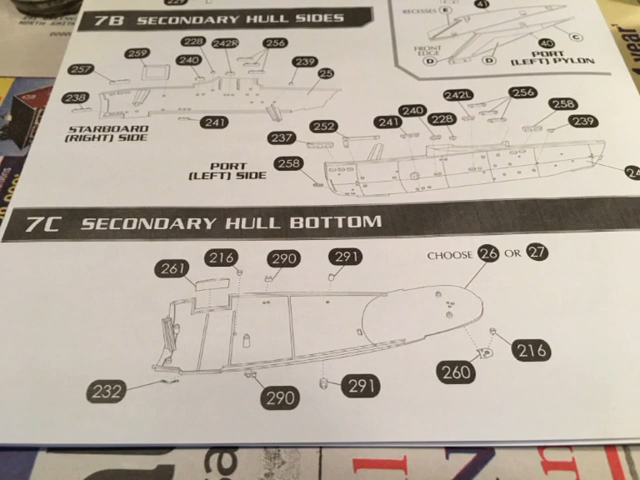 229
41
RECESSES E
FRONT
EDGE
D
D
40
C
PORT
(LEFT) PYLON
7B SECONDARY HULL SIDES
257
259
228
242R
256
240
239
25
238
241
STARBOARD
(RIGHT) SIDE
242L
256
258
239
252
241
240
228
237
258
PORT
(LEFT) SIDE
7C SECONDARY HULL BOTTOM
CHOOSE 26 OR 27
261
216
290
291
216
260
232
290
291